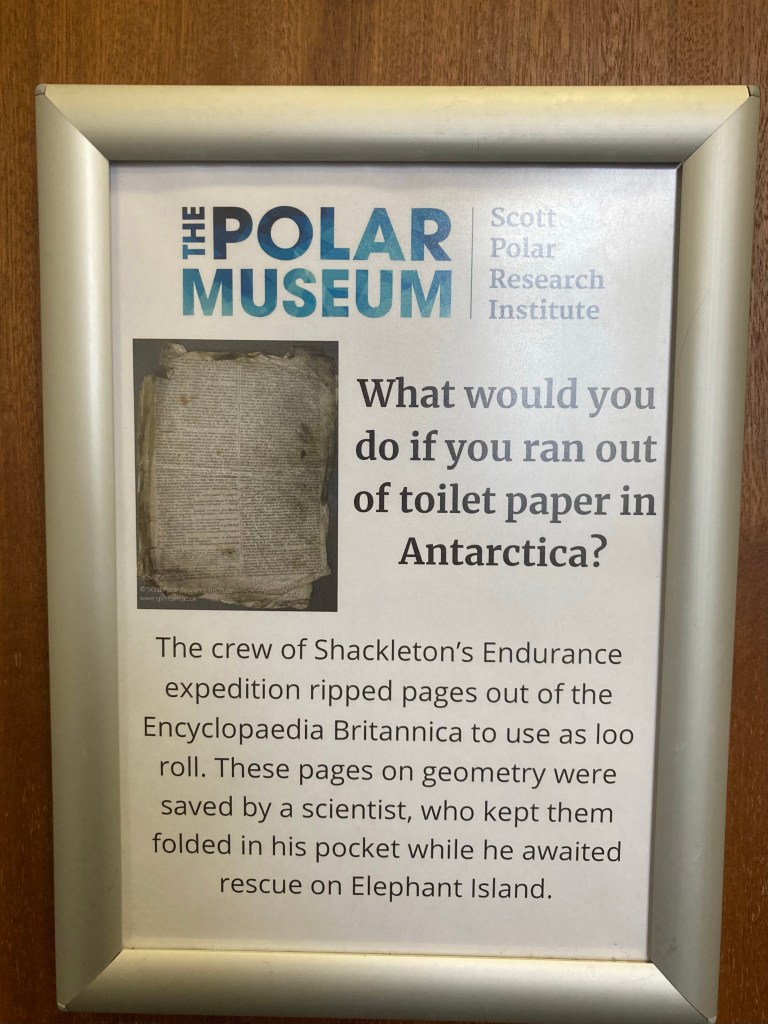 THE POLAR
MUSEUM
Scott
Polar
Research
Institute
What would you
do if you ran out
of toilet paper in
Antarctica?
The crew of Shackleton's Endurance
expedition ripped pages out of the
Encyclopaedia Britannica to use as loo
roll. These pages on geometry were
saved by a scientist, who kept them
folded in his pocket while he awaited
rescue on Elephant Island.